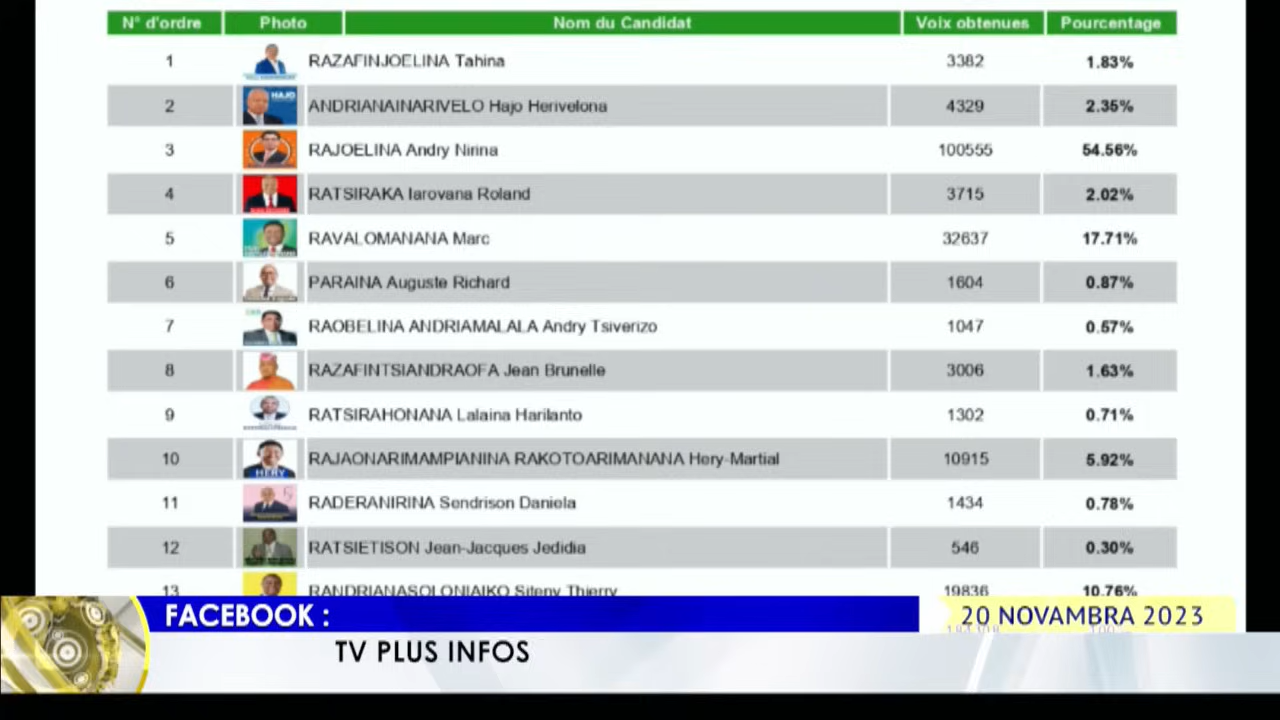 N° d'ordre Photo Nom du Candidat Voix obtenues Pourcentage
1 RAZAFINJOELINA Tahina 3382 1.83%
2 HAJO ANDRIANAINARIVELO Hajo Herivelona 4329 2.35%
3 RAJOELINA Andry Nirina 100555 54.56%
4 RATSIRAKA Iarovana Roland 3715 2.02%
5 RAVALOMANANA Marc 32637 17.71%
6 PARAINA Auguste Richard 1604 0.87%
7 RAOBELINA ANDRIAMALALA Andry Tsiverizo 1047 0.57%
8 RAZAFINTSIANDRAOFA Jean Brunelle 3006 1.63%
9 RATSIRAHONANA Lalaina Harilanto 1302 0.71%
10 HERY RAJAONARIMAMPIANINA RAKOTOARIMANANA Hery-Martial 10915 5.92%
11 RADERANIRINA Sendrison Daniela 1434 0.78%
12 RATSIETISON Jean-Jacques Jedidia 546 0.30%
13 RANDRIANASOLONIAIKO Siteny Thierry 19836 10.76%
FACEBOOK :
20 NOVAMBRA 2023
TV PLUS INFOS